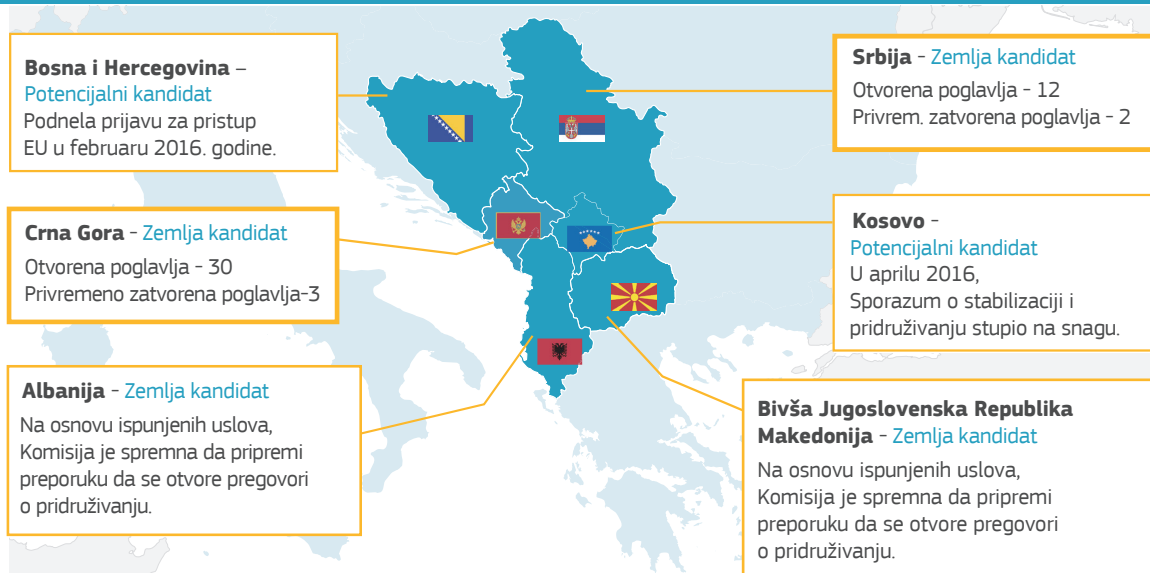 Bosna i Hercegovina –
Potencijalni kandidat
Podnela prijavu za pristup
EU u februaru 2016. godine.
Srbija - Zemlja kandidat
Otvorena poglavlja - 12
Privrem. zatvorena poglavlja - 2
Crna Gora - Zemlja kandidat
Otvorena poglavlja - 30
Privremeno zatvorena poglavlja-3
Kosovo -
Potencijalni kandidat
U aprilu 2016,
Sporazum o stabilizaciji i
pridruživanju stupio na snagu.
Albanija - Zemlja kandidat
Na osnovu ispunjenih uslova,
Komisija je spremna da pripremi
preporuku da se otvore pregovori
o pridruživanju.
Bivša Jugoslovenska Republika
Makedonija - Zemlja kandidat
Na osnovu ispunjenih uslova,
Komisija je spremna da pripremi
preporuku da se otvore pregovori
o pridruživanju.